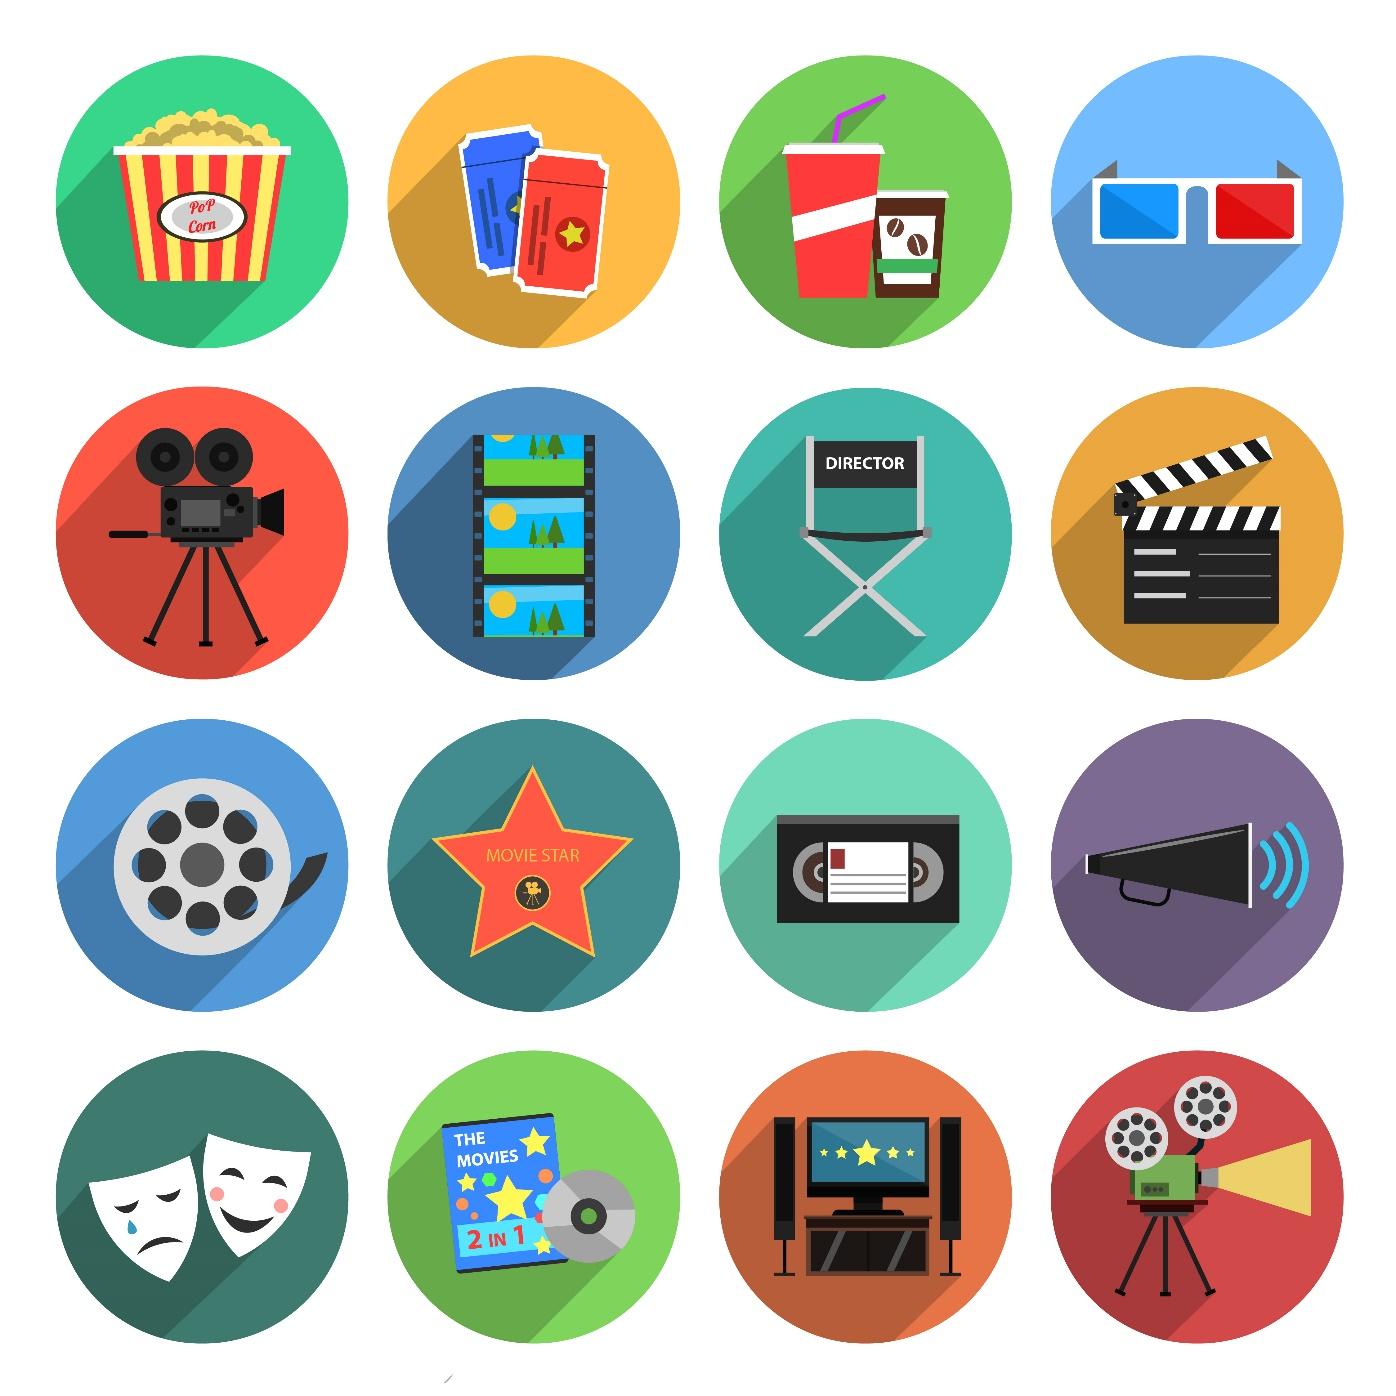 PoP
Corn
DIRECTOR
MOVIE STAR
THE
MOVIES
2 IN 1